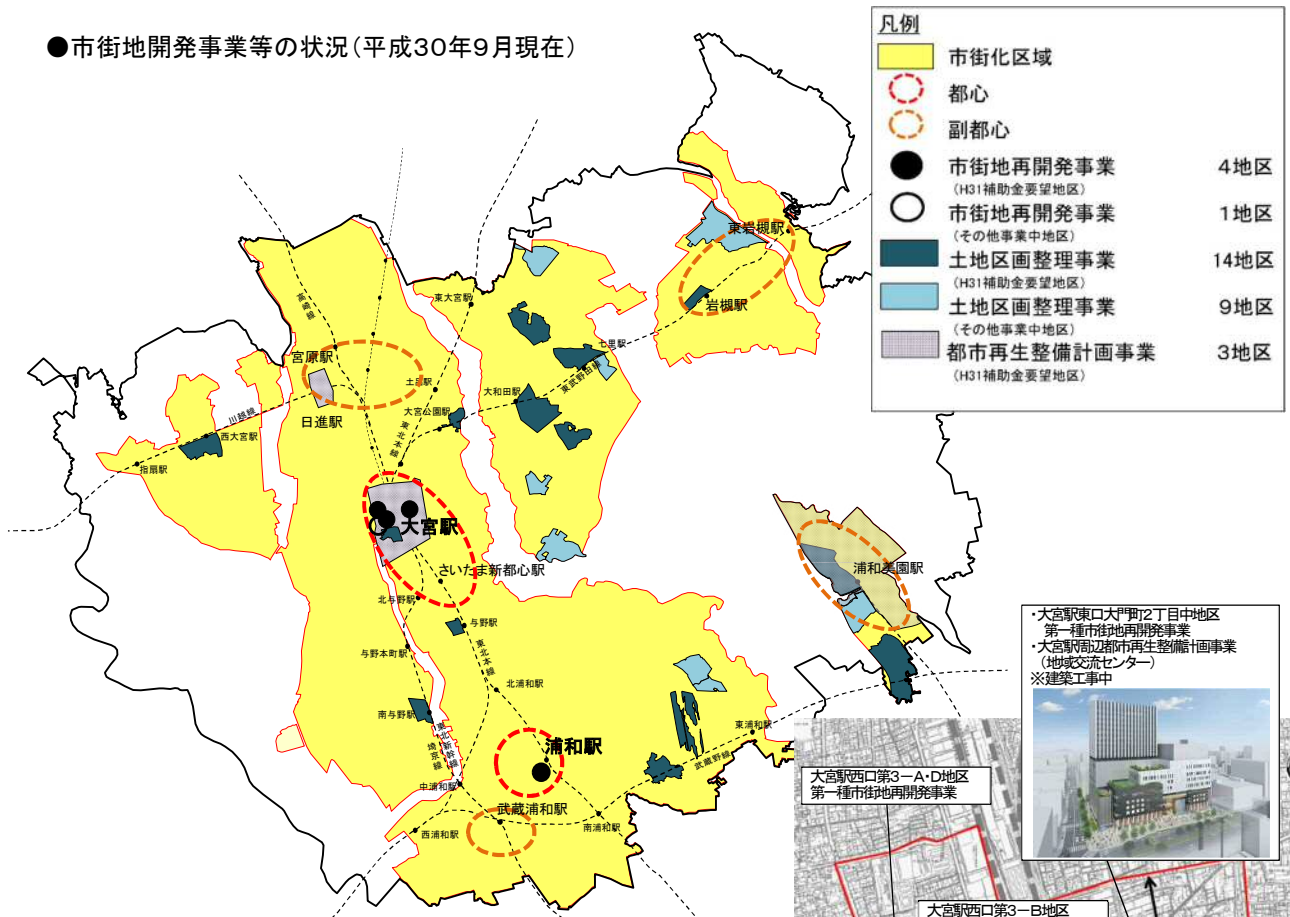 ●市街地開発事業等の状況(平成30年9月現在)
凡例
市街化区域
都心
副都心
市街地再開発事業 4地区
(H31補助金要望地区)
市街地再開発事業 1地区
(その他事業中地区)
土地区画整理事業 14地区
(H31補助金要望地区)
土地区画整理事業 9地区
(その他事業中地区)
都市再生整備計画事業 3地区
(H31補助金要望地区)
東岩槻駅
岩槻駅
東大宮駅
高崎線
七里駅
宮原駅
東武野田線
土呂駅
大和田駅
日進駅
大宮公園駅
川越線
西大宮駅
東北本線
指扇駅
大宮駅
さいたま新都心駅
浦和美園駅
北与野駅
与野駅
東北本線
与野本町駅
北浦和駅
南与野駅
東浦和駅
東北新幹線
埼京線
浦和駅
武蔵野線
中浦和駅
武蔵浦和駅
西浦和駅
南浦和駅
・大宮駅東口大門町2丁目中地区
第一種市街地再開発事業
・大宮駅周辺都市再生整備計画事業
(地域交流センター)
※建築工事中
大宮駅西口第3-A・D地区
第一種市街地再開発事業
大宮駅西口第3-B地区